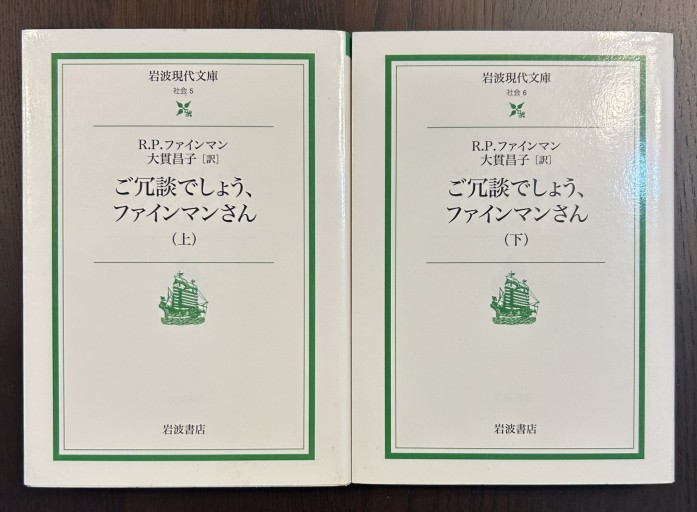 岩波現代文庫
社会 5
R.P.ファインマン
大貫昌子[訳]
ご冗談でしょう、
ファインマンさん
(上)
岩波書店
岩波現代文庫
社会 6
R.P.ファインマン
大貫昌子[訳]
ご冗談でしょう、
ファインマンさん
(下)
岩波書店